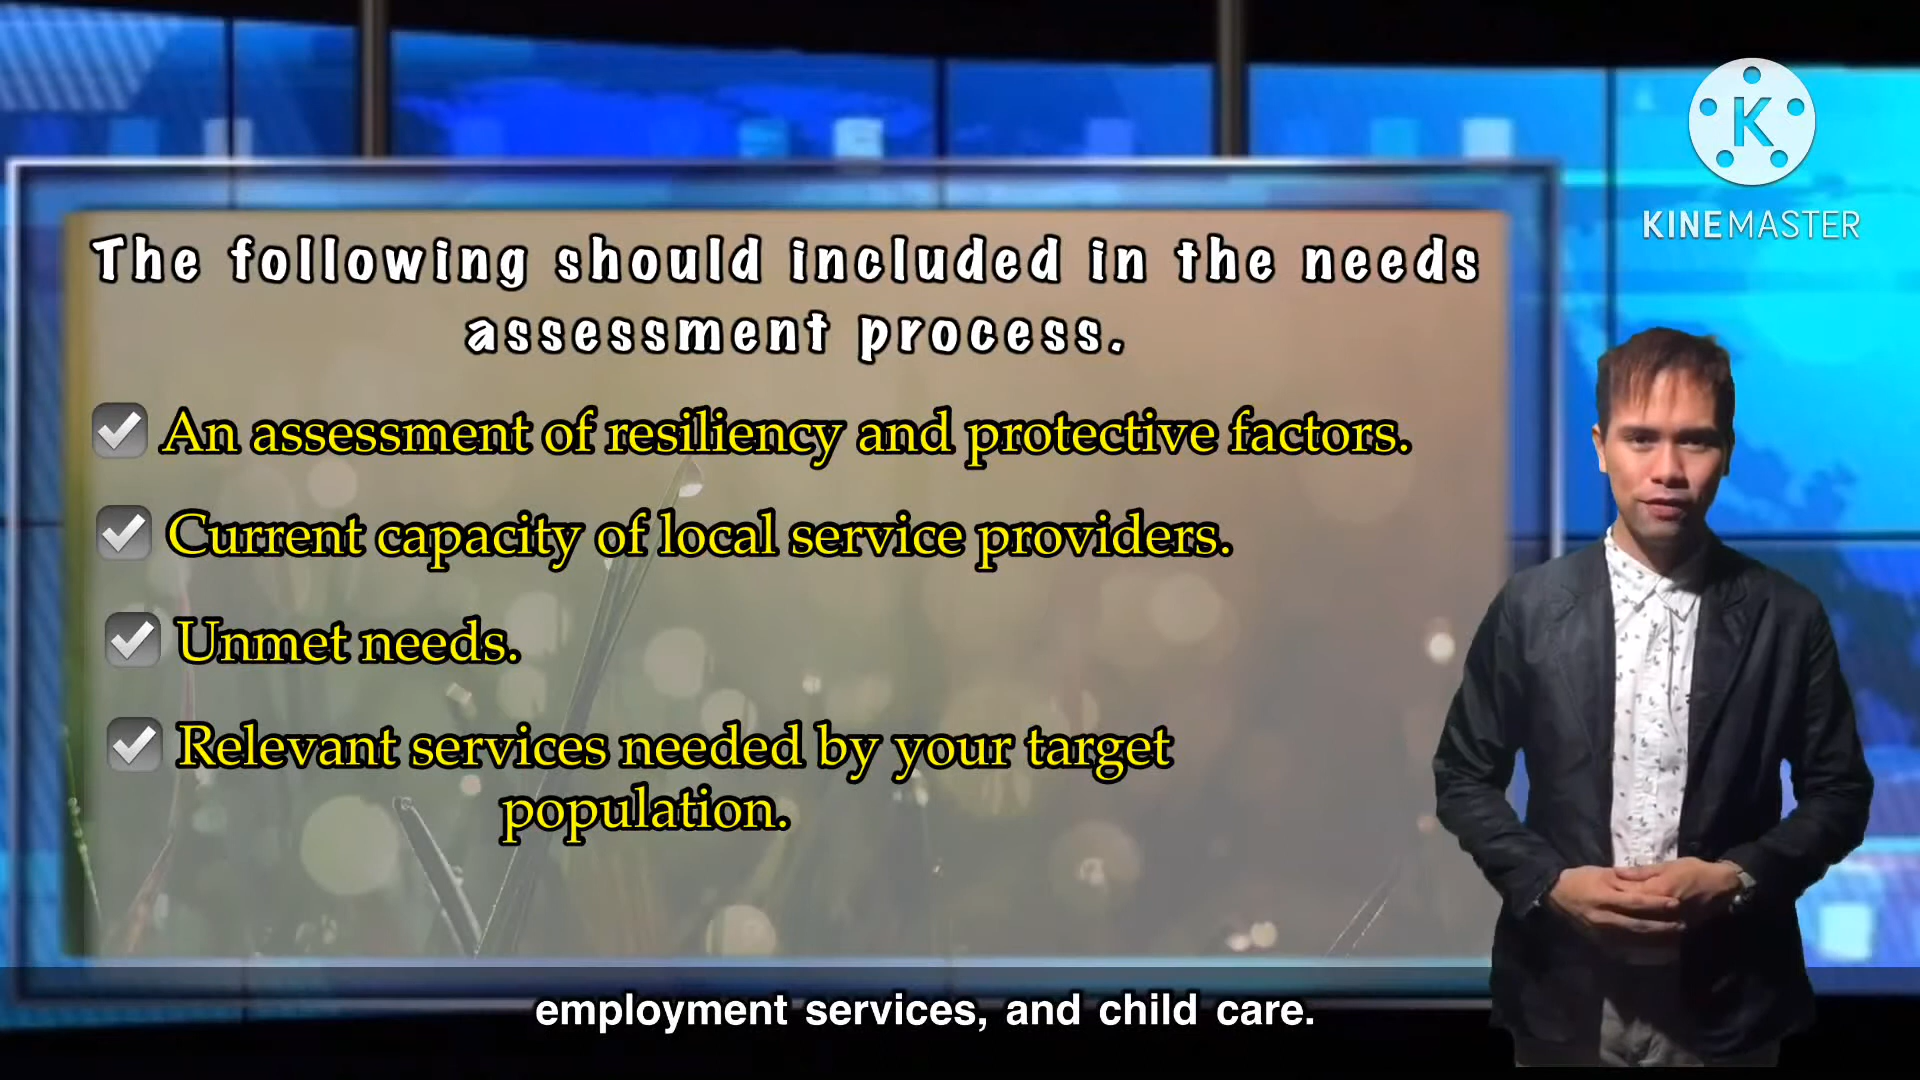 K
KINEMASTER
The following should included in the needs
assessment process.
An assessment of resiliency and protective factors.
Current capacity of local service providers.
Unmet needs.
Relevant services needed by your target
population.
employment services, and child care.